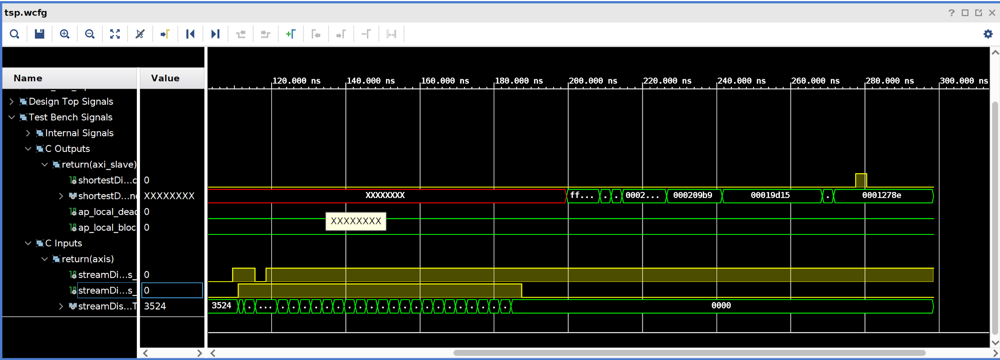 tsp.wcfg
Name Value
120.000 ns 140.000 ns 160.000 ns 180.000 ns 200.000 ns 220.000 ns 240.000 ns 260.000 ns 280.000 ns 300.000 ns
Design Top Signals
Test Bench Signals
Internal Signals
C Outputs
return(axi_slave)
shortestDi...c 0
shortestD...no XXXXXXXX XXXXXXXX ff... . . 0002... 000209b9 00019d15 . 0001278e
ap_local_deac 0
XXXXXXXX
ap_local_bloc 0
C Inputs
return(axis)
streamDi...s_ 0
streamDi...s_ 0
streamDis...T 3524 3524 . ... . . . . . . . . . . . . . . . . . . . . . 0000